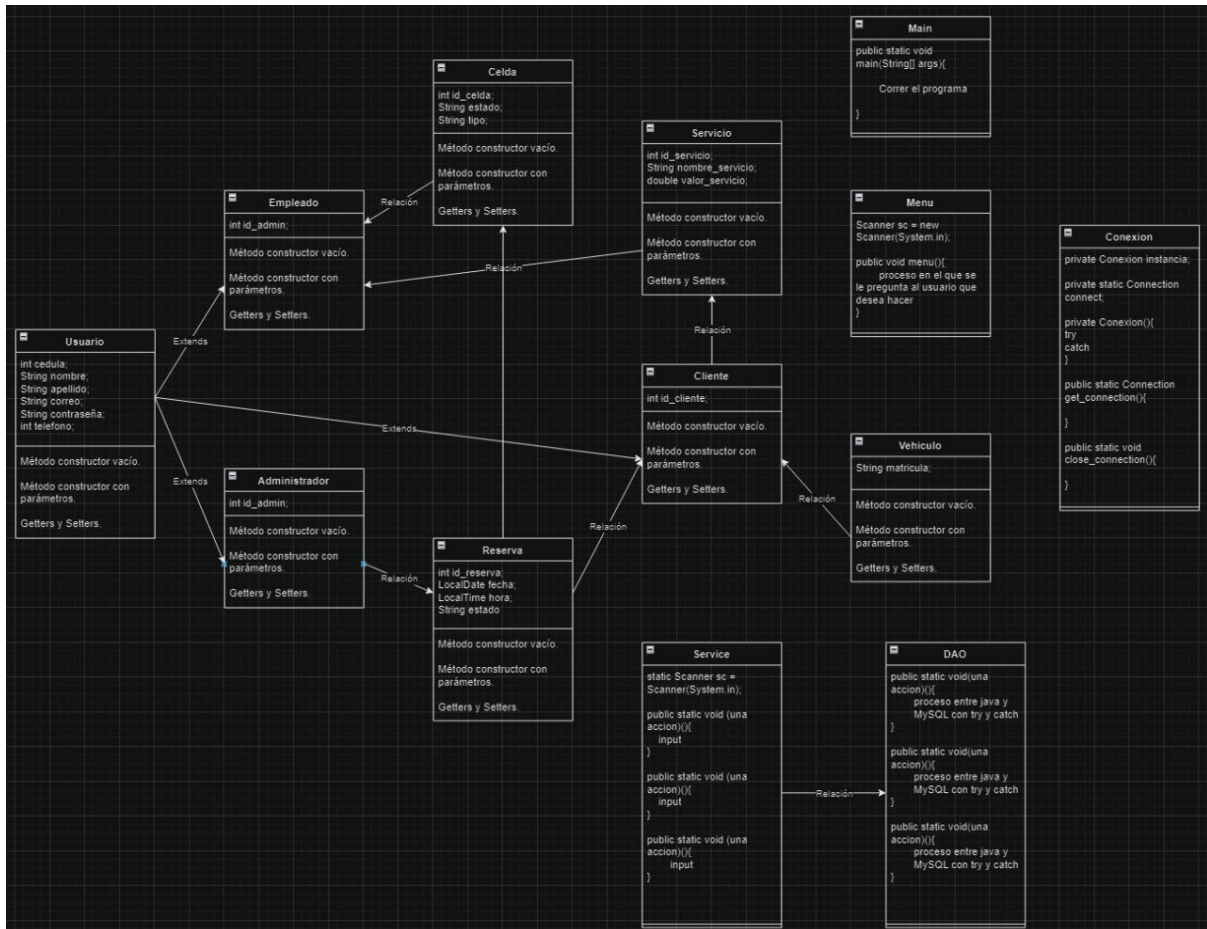 Main
public static void
main(String[] args){
Correr el programa
}
Celda
int id_celda;
String estado;
String tipo;
Método constructor vacío.
Método constructor con
parámetros.
Getters y Setters.
Servicio
int id_servicio;
String nombre_servicio;
double valor_servicio;
Método constructor vacío.
Método constructor con
parámetros.
Getters y Setters.
Relación
Empleado
int id_admin;
Método constructor vacío.
Método constructor con
parámetros.
Getters y Setters.
Relación
Menu
Scanner sc = new
Scanner(System.in);
public void menu(){
proceso en el que se
le pregunta al usuario que
desea hacer
}
Conexion
private Conexion instancia;
private static Connection
connect;
private Conexion(){
try
catch
}
public static Connection
get_connection(){
}
public static void
close_connection(){
}
Usuario
int cedula;
String nombre;
String apellido;
String correo;
String contraseña;
int telefono;
Método constructor vacío.
Método constructor con
parámetros.
Getters y Setters.
Extends
Extends
Extends
Relación
Cliente
int id_cliente;
Método constructor vacío.
Método constructor con
parámetros.
Getters y Setters.
Vehiculo
String matricula;
Método constructor vacío.
Método constructor con
parámetros.
Getters y Setters.
Relación
Administrador
int id_admin;
Método constructor vacío.
Método constructor con
parámetros.
Getters y Setters.
Relación
Reserva
int id_reserva;
LocalDate fecha;
LocalTime hora;
String estado
Método constructor vacío.
Método constructor con
parámetros.
Getters y Setters.
Relación
Service
static Scanner sc =
Scanner(System.in);
public static void (una
accion)(){
input
}
public static void (una
accion)(){
input
}
public static void (una
accion)(){
input
}
Relación
DAO
public static void(una
accion)(){
proceso entre java y
MySQL con try y catch
}
public static void(una
accion)(){
proceso entre java y
MySQL con try y catch
}
public static void(una
accion)(){
proceso entre java y
MySQL con try y catch
}